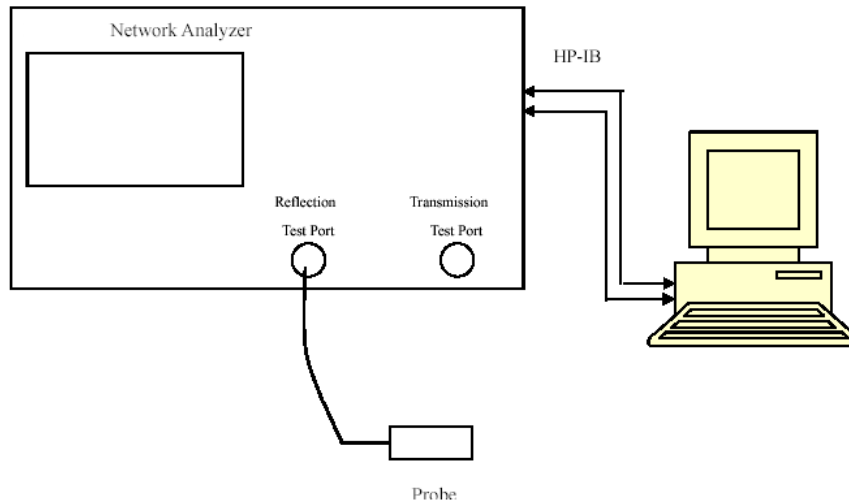 Network Analyzer
HP-IB
Reflection
Test Port
Transmission
Test Port
Probe